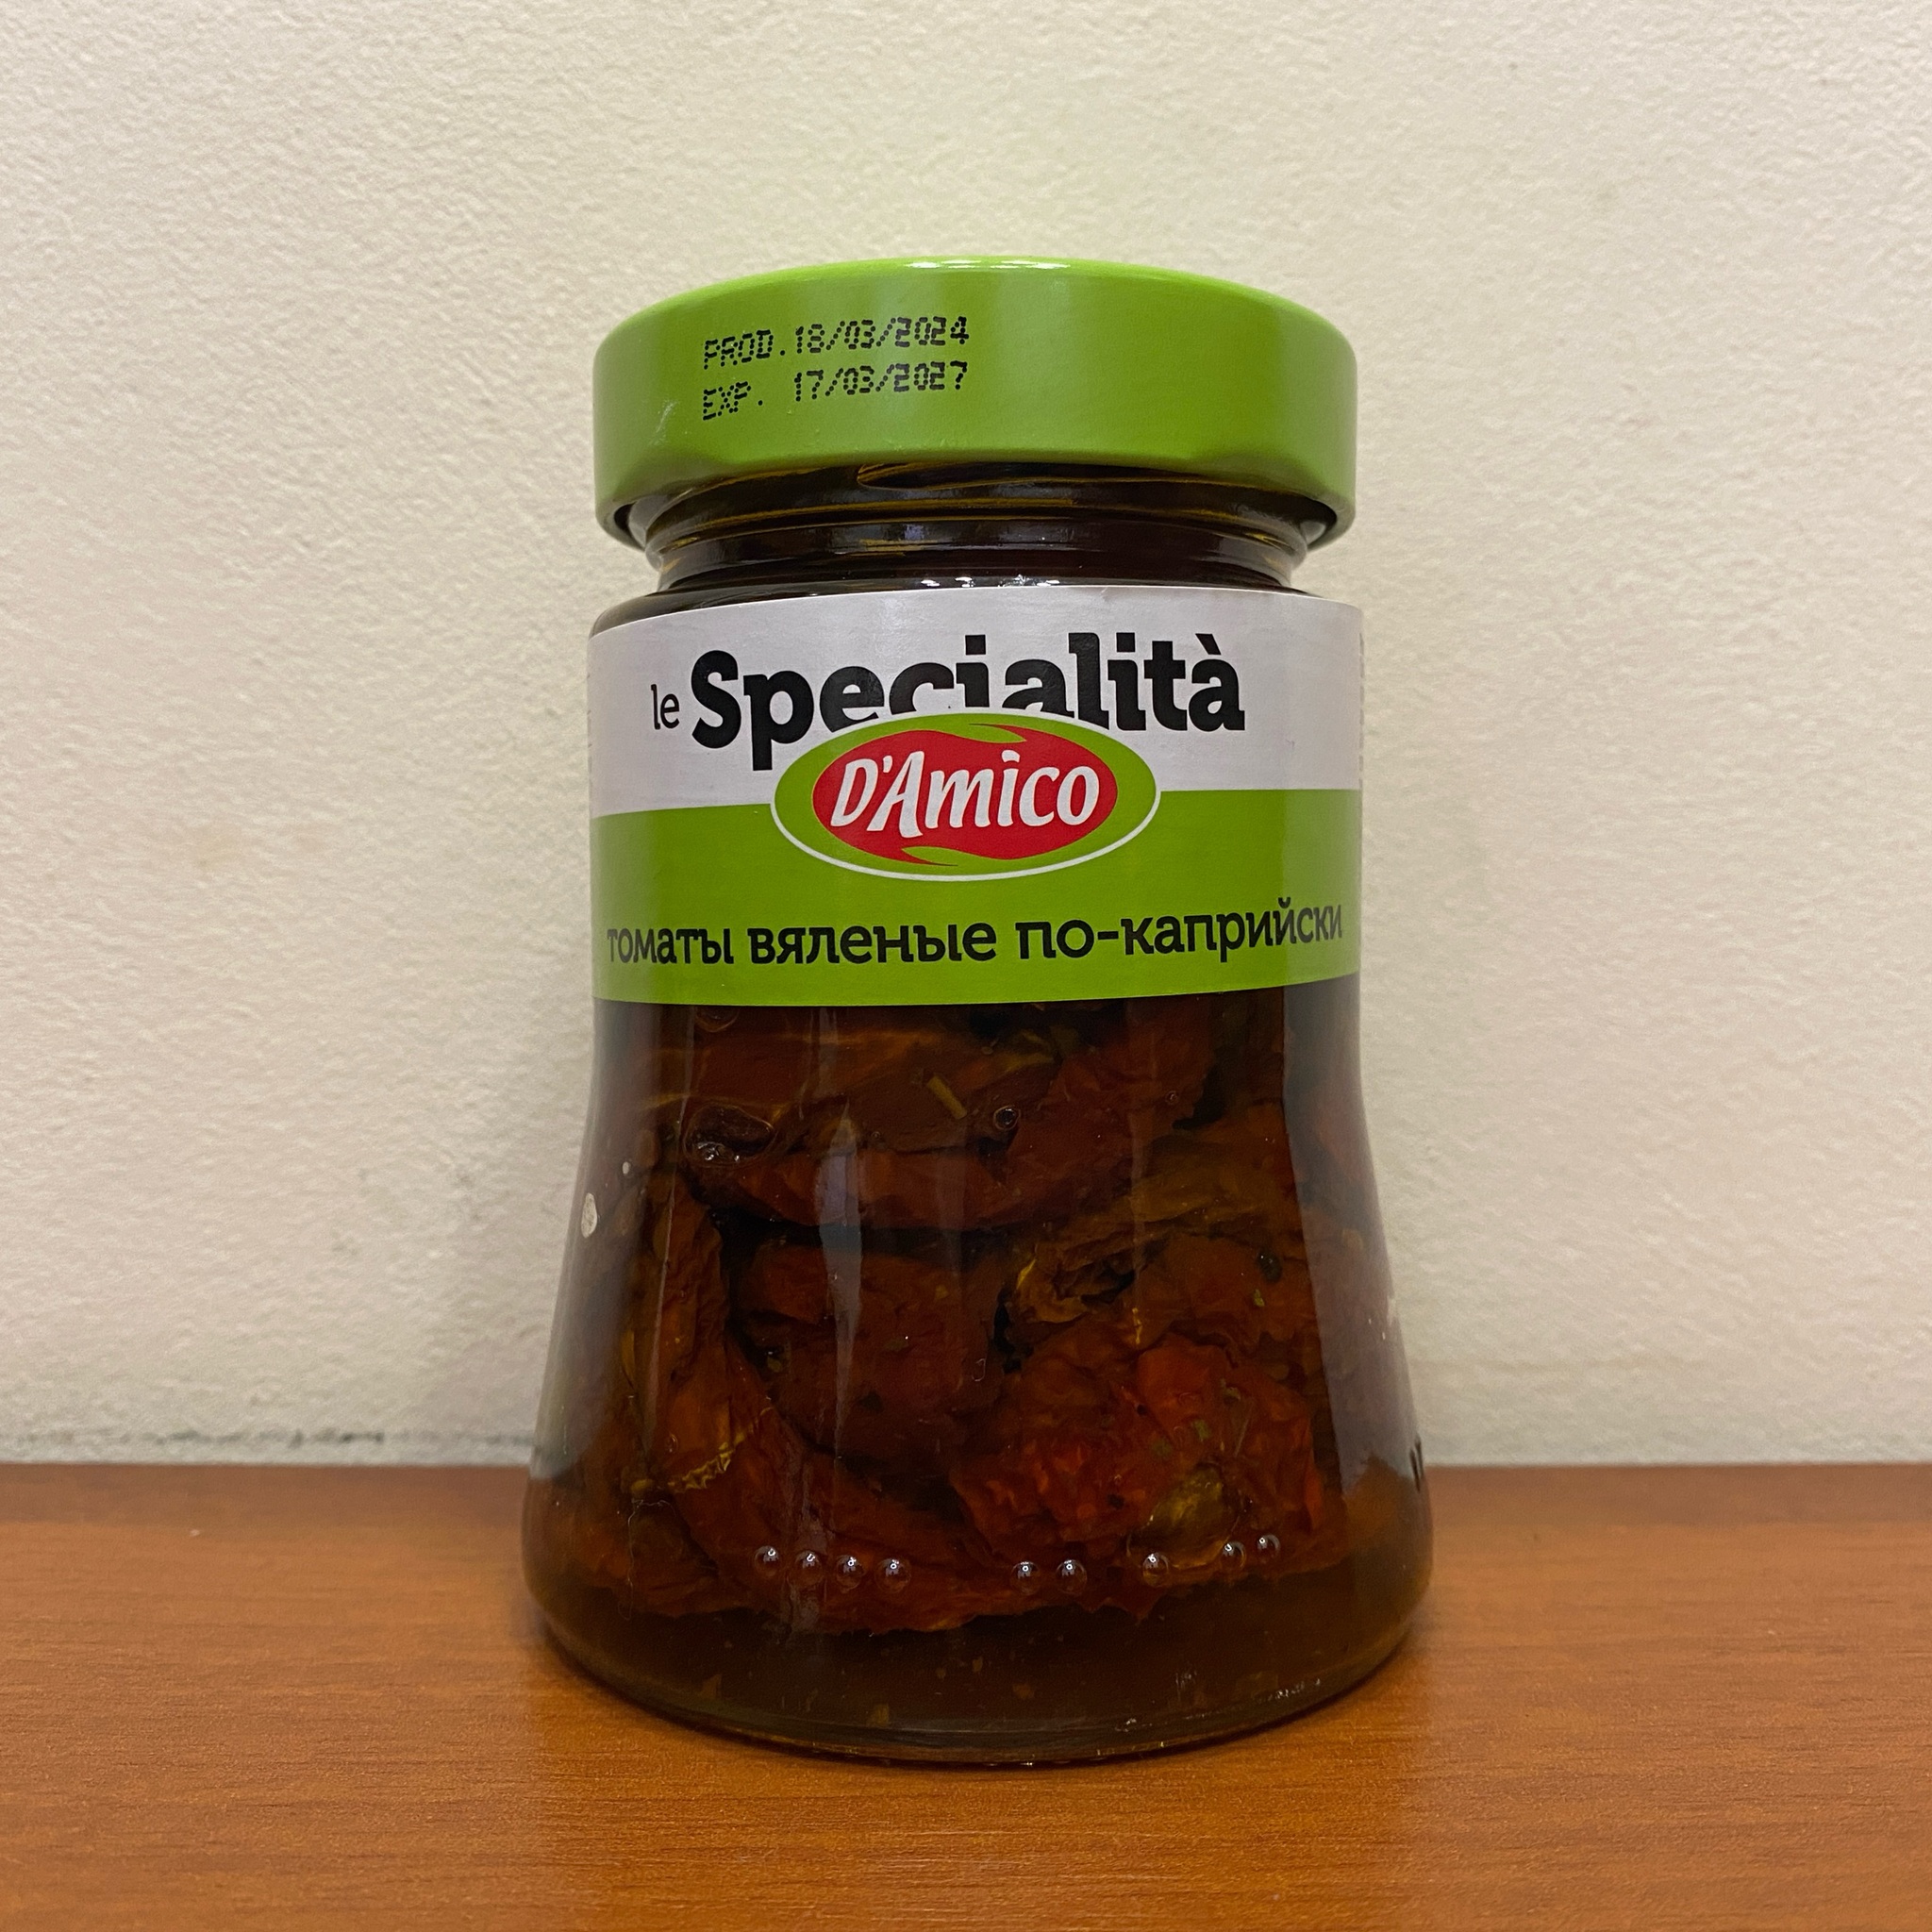 PROD.18/03/2024
EXP. 17/03/2027
le Specialità
D'Amico
томаты вяленые по-каприйски